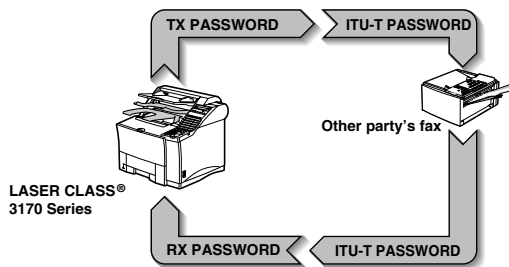 TX PASSWORD
ITU-T PASSWORD
Other party's fax
LASER CLASS®
3170 Series
RX PASSWORD
ITU-T PASSWORD